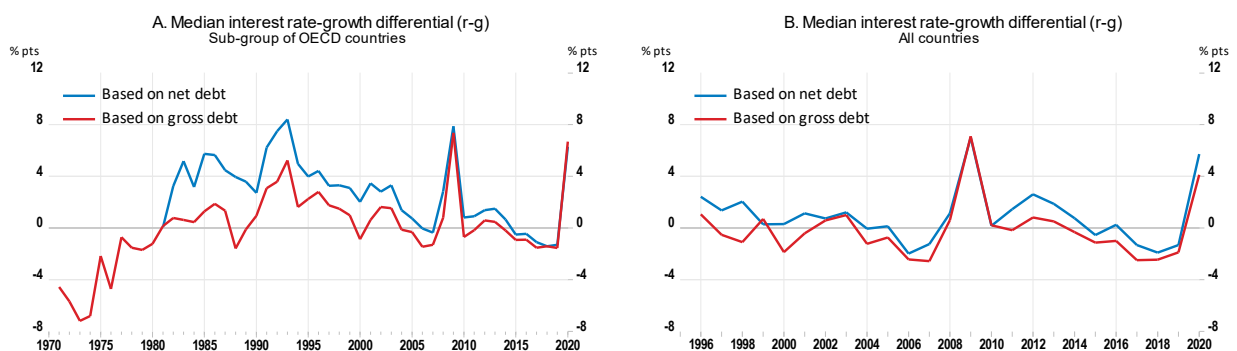 A. Median interest rate-growth differential (r-g)
Sub-group of OECD countries
% pts % pts
12 12
Based on net debt
Based on gross debt
8 8
4 4
0 0
-4 -4
-8 -8
1970 1975 1980 1985 1990 1995 2000 2005 2010 2015 2020
B. Median interest rate-growth differential (r-g)
All countries
% pts % pts
12 12
Based on net debt
Based on gross debt
8 8
4 4
0 0
-4 -4
-8 -8
1996 1998 2000 2002 2004 2006 2008 2010 2012 2014 2016 2018 2020